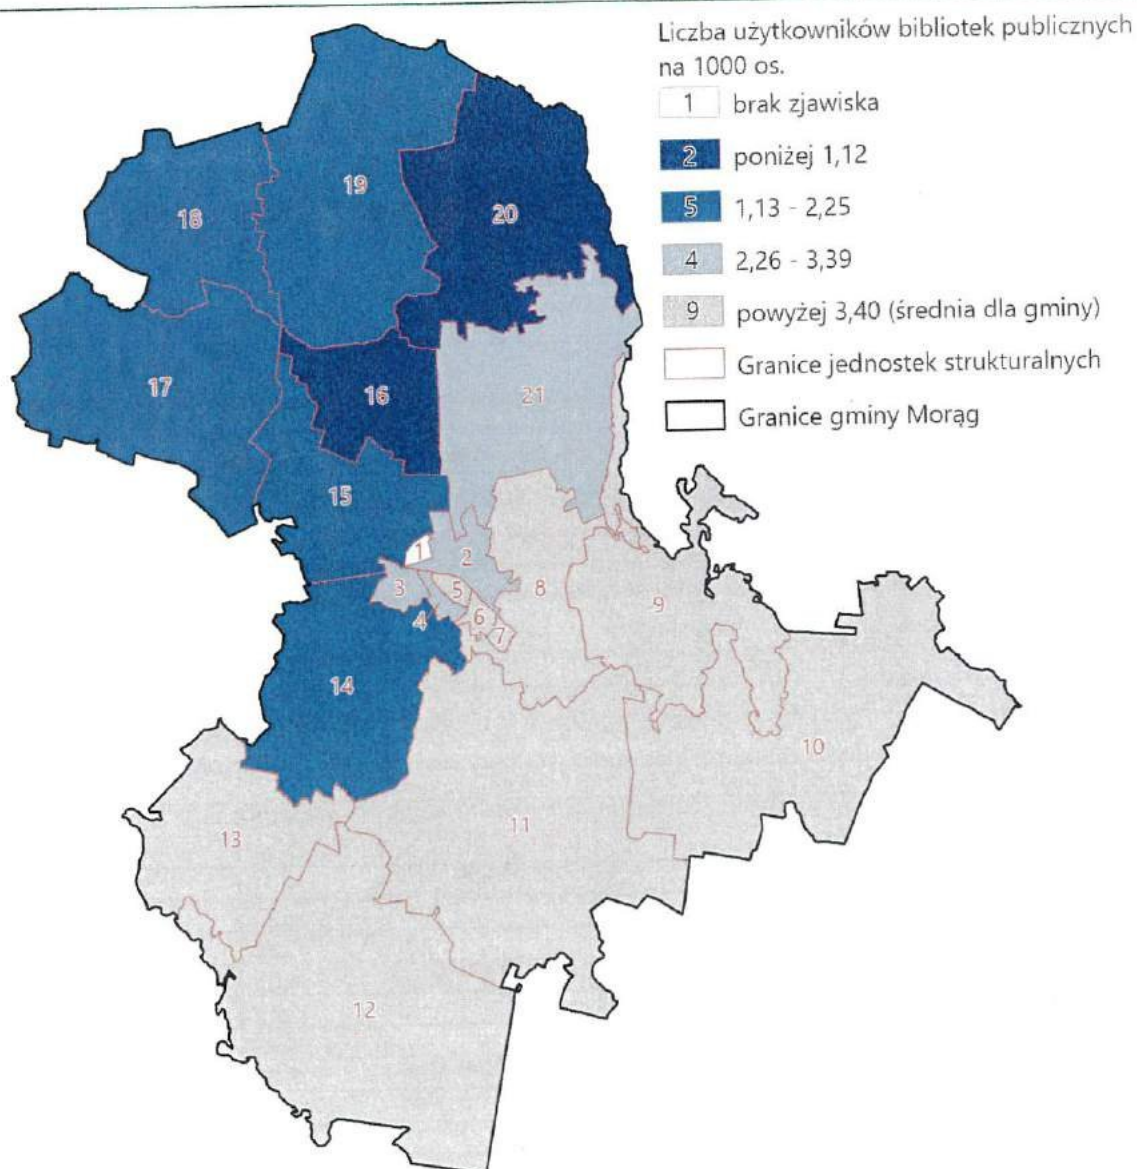 Liczba użytkowników bibliotek publicznych
na 1000 os.
1 brak zjawiska
2 poniżej 1,12
5 1,13 - 2,25
4 2,26 - 3,39
9 powyżej 3,40 (średnia dla gminy)
Granice jednostek strukturalnych
Granice gminy Morąg
19
18
20
17
16
21
15
1
2
3
5
8
9
4
6
7
14
10
11
13
12